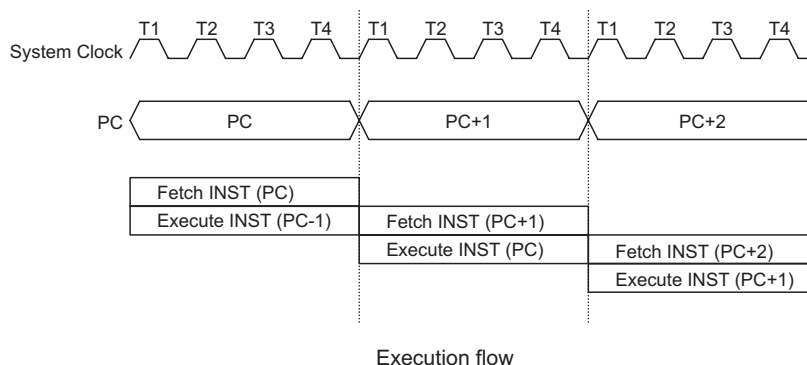 T1 T2 T3 T4 T1 T2 T3 T4 T1 T2 T3 T4
System Clock
PC PC PC+1 PC+2
Fetch INST (PC)
Execute INST (PC-1) Fetch INST (PC+1)
Execute INST (PC) Fetch INST (PC+2)
Execute INST (PC+1)
Execution flow